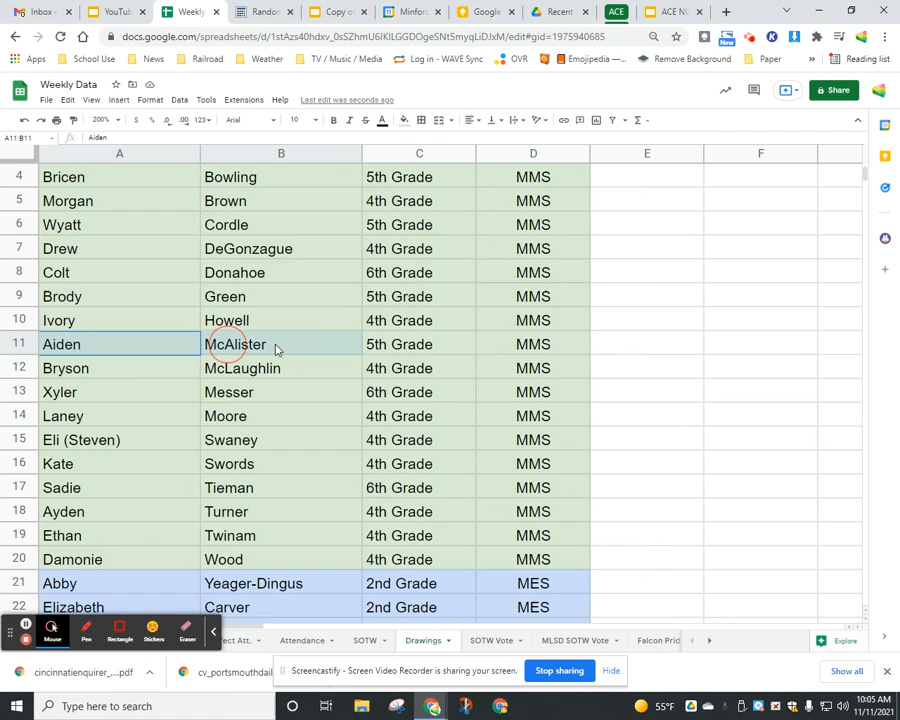 Inbox - YouTub Weekly Randor Copy of Minford Google Recent ACE ACE NU
docs.google.com/spreadsheets/d/1stAzs40hdxv_0sSZhmU6IKlLGGDOgeSNt5myqLiDJxM/edit#gid=1975940685
Apps School Use News Railroad Weather TV / Music / Media Log in - WAVE Sync OVR Emojipedia —... Remove Background Paper » Reading list
Weekly Data
File Edit View Insert Format Data Tools Extensions Help Last edit was seconds ago
Share
200% $ % .0 .00 123 Arial 10 B I S A
A11:B11 fx Aiden
A B C D E F
4 Bricen Bowling 5th Grade MMS
5 Morgan Brown 4th Grade MMS
6 Wyatt Cordle 5th Grade MMS
7 Drew DeGonzague 4th Grade MMS
8 Colt Donahoe 6th Grade MMS
9 Brody Green 5th Grade MMS
10 Ivory Howell 4th Grade MMS
11 Aiden McAlister 5th Grade MMS
12 Bryson McLaughlin 4th Grade MMS
13 Xyler Messer 6th Grade MMS
14 Laney Moore 4th Grade MMS
15 Eli (Steven) Swaney 4th Grade MMS
16 Kate Swords 4th Grade MMS
17 Sadie Tieman 6th Grade MMS
18 Ayden Turner 4th Grade MMS
19 Ethan Twinam 4th Grade MMS
20 Damonie Wood 4th Grade MMS
21 Abby Yeager-Dingus 2nd Grade MES
22 Elizabeth Carver 2nd Grade MES
Mouse Pen Rectangle Stickers Eraser
ect Att. Attendance SOTW Drawings SOTW Vote MLSD SOTW Vote Falcon Prid Explore
cincinnatienquirer_....pdf cv_portsmouthdail Screencastify - Screen Video Recorder is sharing your screen. Stop sharing Hide Show all
Type here to search 55°F 10:05 AM
11/11/2021